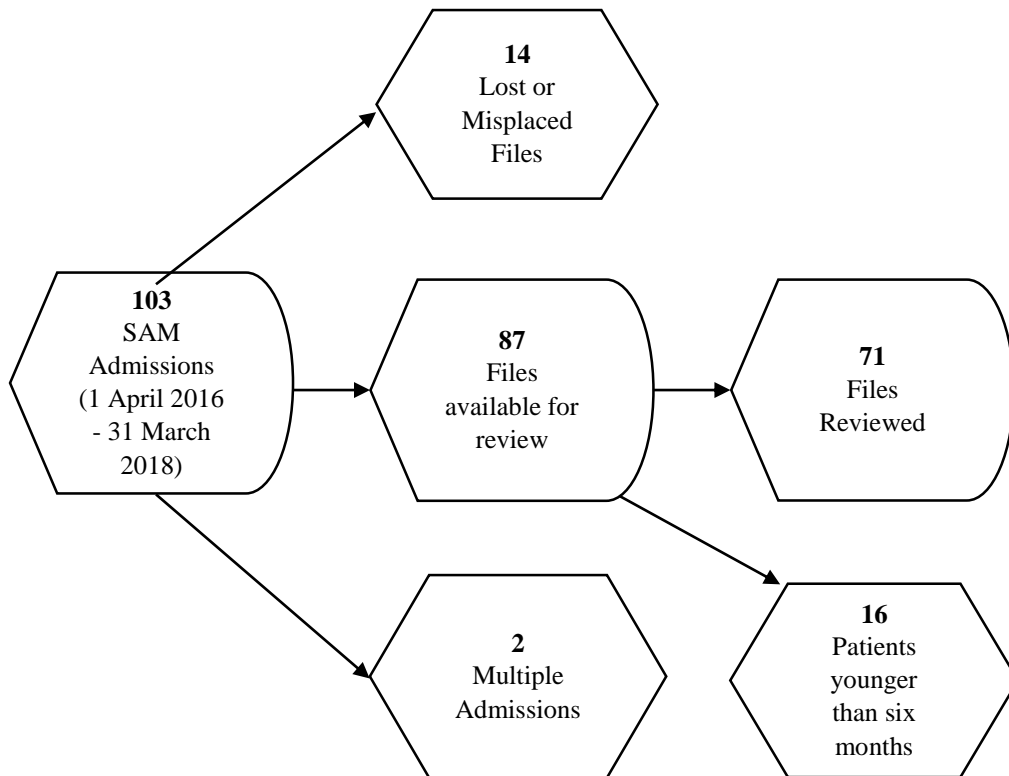 14
Lost or
Misplaced
Files
103
SAM
Admissions
(1 April 2016
- 31 March
2018)
87
Files
available for
review
71
Files
Reviewed
2
Multiple
Admissions
16
Patients
younger
than six
months